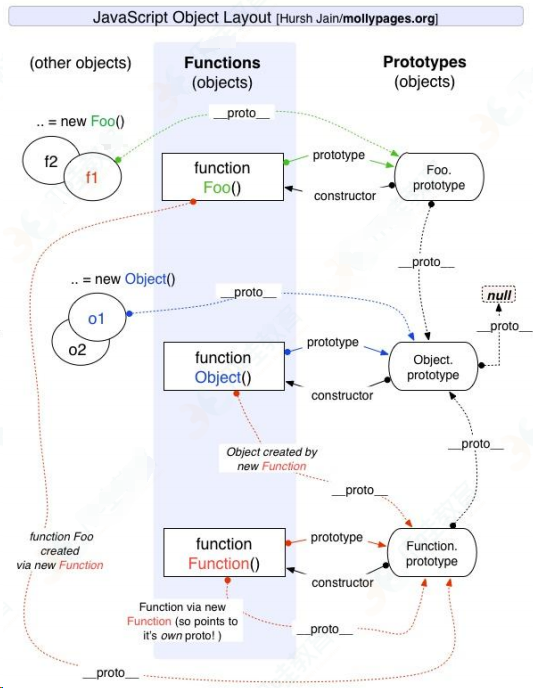 JavaScript Object Layout [Hursh Jain/mollypages.org]
(other objects)
Functions
(objects)
Prototypes
(objects)
.. = new Foo()
__proto__
f2
f1
function
Foo()
prototype
constructor
Foo.
prototype
__proto__
.. = new Object()
__proto__
null
__proto__
o1
o2
function
Object()
prototype
constructor
Object.
prototype
Object created by
new Function
__proto__
__proto__
function Foo
created
via new Function
function
Function()
prototype
constructor
Function.
prototype
Function via new
Function (so points to
it's own proto! )
__proto__
__proto__